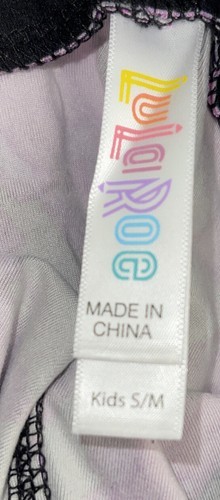 LuLaRoe
MADE IN
CHINA
Kids S/M